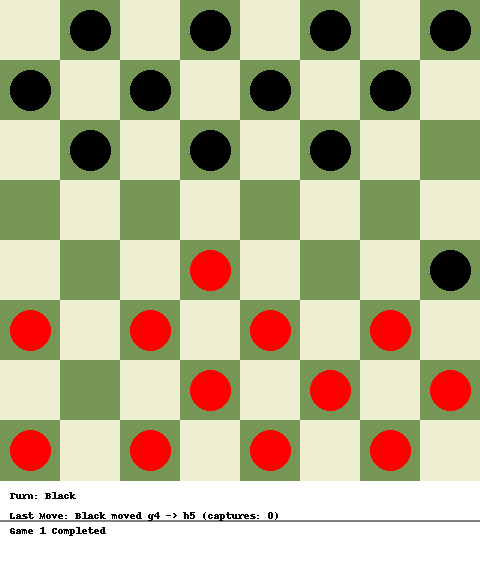 Turn: Black
Last Move: Black moved g4 -> h5 (captures: 0)
Game 1 Completed